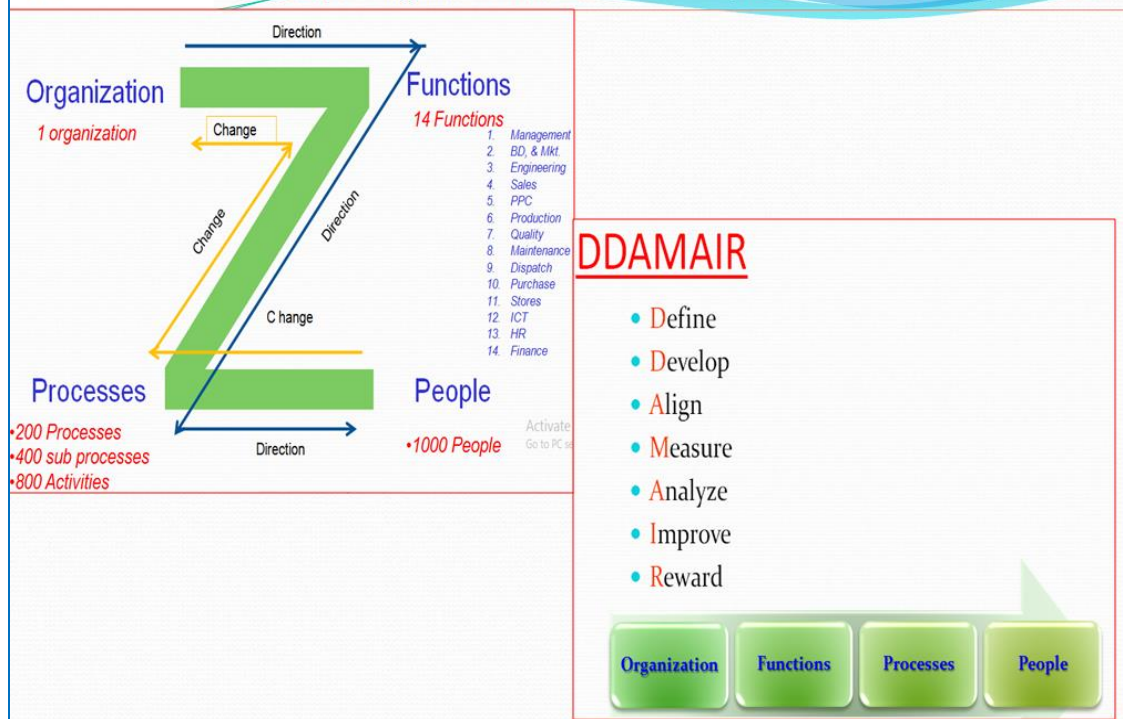 Direction
Organization
1 organization
Functions
14 Functions
1. Management
2. BD, & Mkt.
3. Engineering
4. Sales
5. PPC
6. Production
7. Quality
8. Maintenance
9. Dispatch
10. Purchase
11. Stores
12. ICT
13. HR
14. Finance
Change
Change
Direction
C hange
Processes
•200 Processes
•400 sub processes
•800 Activities
Direction
People
•1000 People
Activate
Go to PC se
DDAMAIR
• Define
• Develop
• Align
• Measure
• Analyze
• Improve
• Reward
Organization
Functions
Processes
People